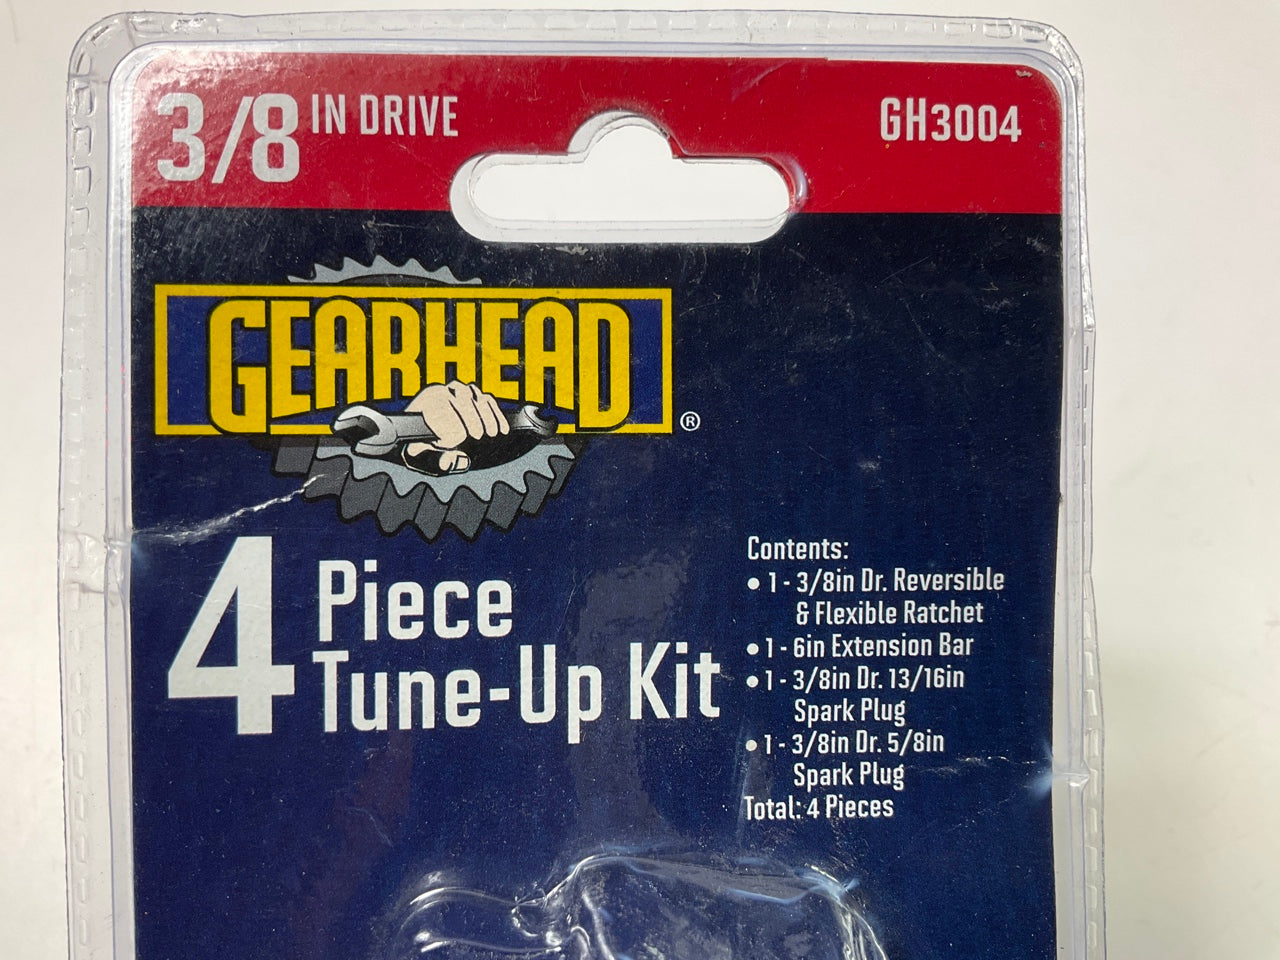 3/8 IN DRIVE
GH3004
GEARHEAD
®
4 Piece
Tune-Up Kit
Contents:
• 1 - 3/8in Dr. Reversible
& Flexible Ratchet
• 1 - 6in Extension Bar
• 1 - 3/8in Dr. 13/16in
Spark Plug
• 1 - 3/8in Dr. 5/8in
Spark Plug
Total: 4 Pieces